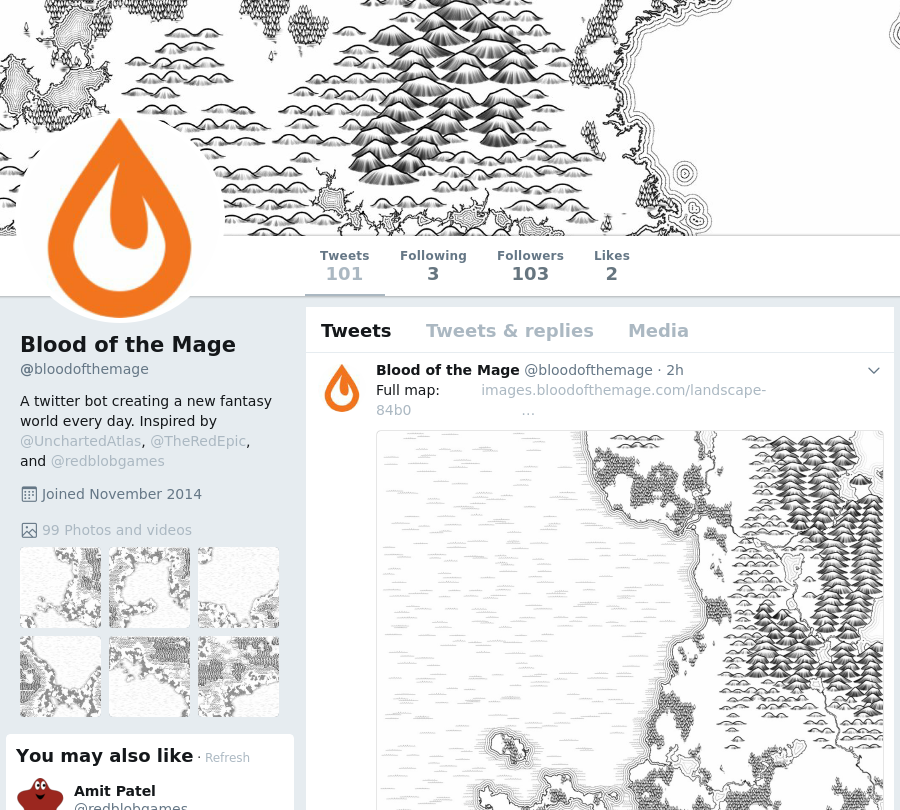 Tweets
101
Following
3
Followers
103
Likes
2
Blood of the Mage
@bloodofthemage
A twitter bot creating a new fantasy
world every day. Inspired by
@UnchartedAtlas, @TheRedEpic,
and @redblobgames
Joined November 2014
99 Photos and videos
You may also like · Refresh
Amit Patel
@redblobgames
Tweets Tweets & replies Media
Blood of the Mage @bloodofthemage · 2h
Full map: images.bloodofthemage.com/landscape-
84b0 …